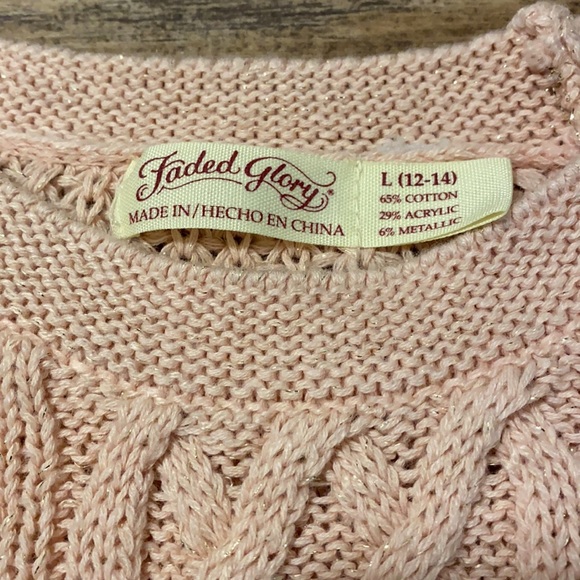 Faded Glory®
MADE IN/HECHO EN CHINA
L (12-14)
65% COTTON
29% ACRYLIC
6% METALLIC